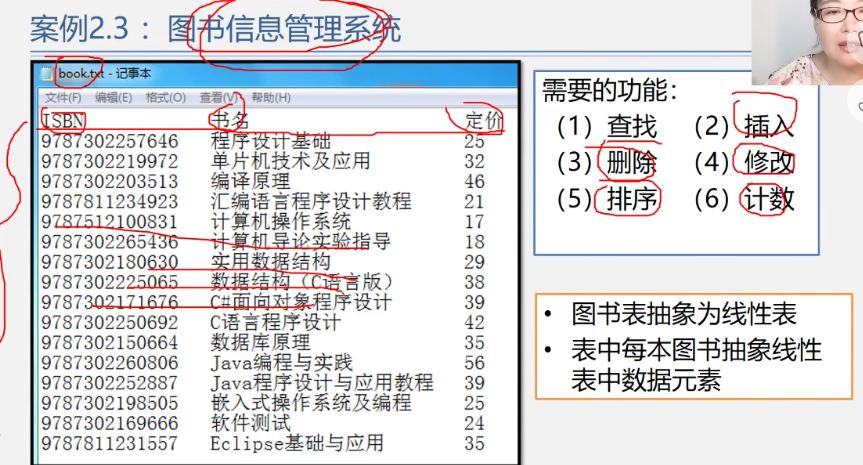 案例2.3：图书信息管理系统
book.txt - 记事本
文件(F) 编辑(E) 格式(O) 查看(V) 帮助(H)
ISBN 书名 定价
9787302257646 程序设计基础 25
9787302219972 单片机技术及应用 32
9787302203513 编译原理 46
9787811234923 汇编语言程序设计教程 21
9787512100831 计算机操作系统 17
9787302265436 计算机导论实验指导 18
9787302180630 实用数据结构 29
9787302225065 数据结构（C语言版） 38
9787302171676 C#面向对象程序设计 39
9787302250692 C语言程序设计 42
9787302150664 数据库原理 35
9787302260806 Java编程与实践 56
9787302252887 Java程序设计与应用教程 39
9787302198505 嵌入式操作系统及编程 25
9787302169666 软件测试 24
9787811231557 Eclipse基础与应用 35
需要的功能：
（1）查找 （2）插入
（3）删除 （4）修改
（5）排序 （6）计数
• 图书表抽象为线性表
• 表中每本图书抽象线性
表中数据元素